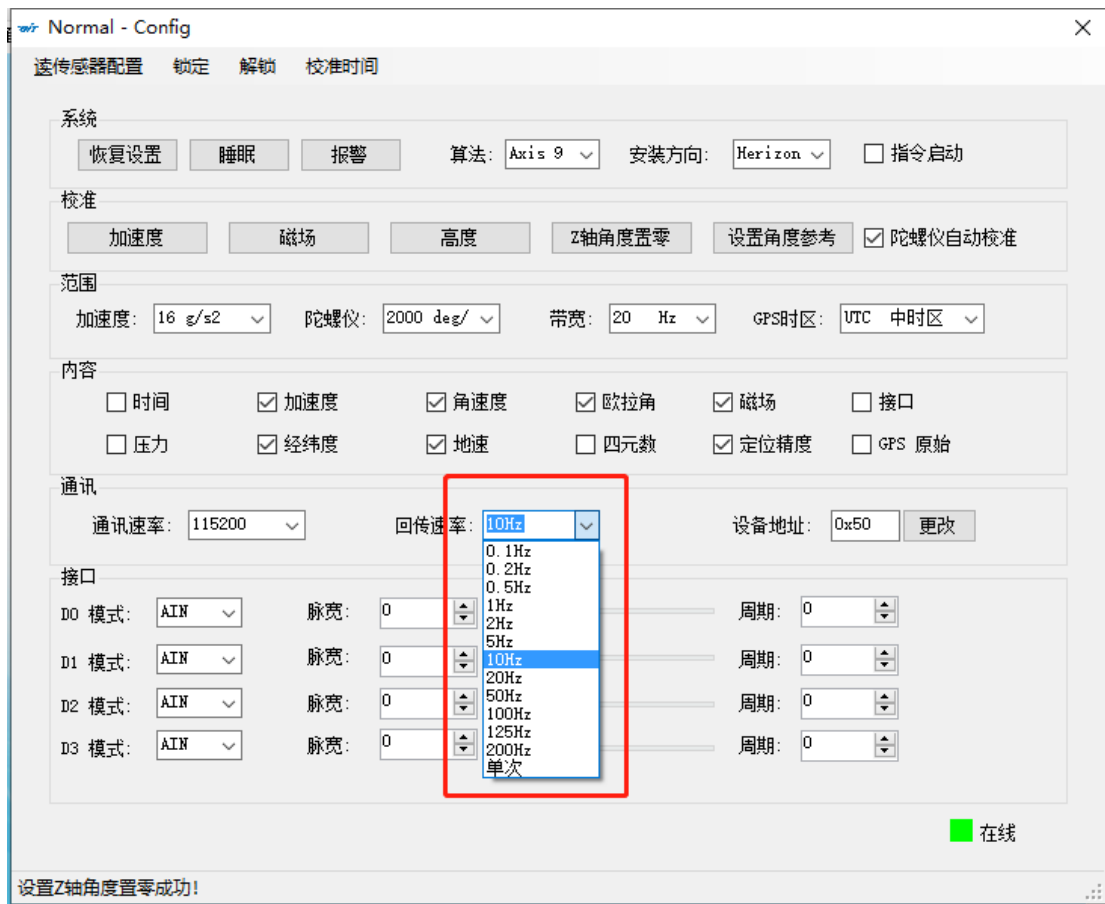 Normal - Config
读传感器配置 锁定 解锁 校准时间
系统
恢复设置 睡眠 报警 算法: Axis 9 安装方向: Herizon 指令启动
校准
加速度 磁场 高度 Z轴角度置零 设置角度参考 陀螺仪自动校准
范围
加速度: 16 g/s2 陀螺仪: 2000 deg/ 带宽: 20 Hz GPS时区: UTC 中时区
内容
时间 加速度 角速度 欧拉角 磁场 接口
压力 经纬度 地速 四元数 定位精度 GPS 原始
通讯
通讯速率: 115200 回传速率: 10Hz 设备地址: 0x50 更改
0.1Hz
0.2Hz
0.5Hz
1Hz
2Hz
5Hz
10Hz
20Hz
50Hz
100Hz
125Hz
200Hz
单次
接口
D0 模式: AIN 脉宽: 0 周期: 0
D1 模式: AIN 脉宽: 0 周期: 0
D2 模式: AIN 脉宽: 0 周期: 0
D3 模式: AIN 脉宽: 0 周期: 0
在线
设置Z轴角度置零成功!